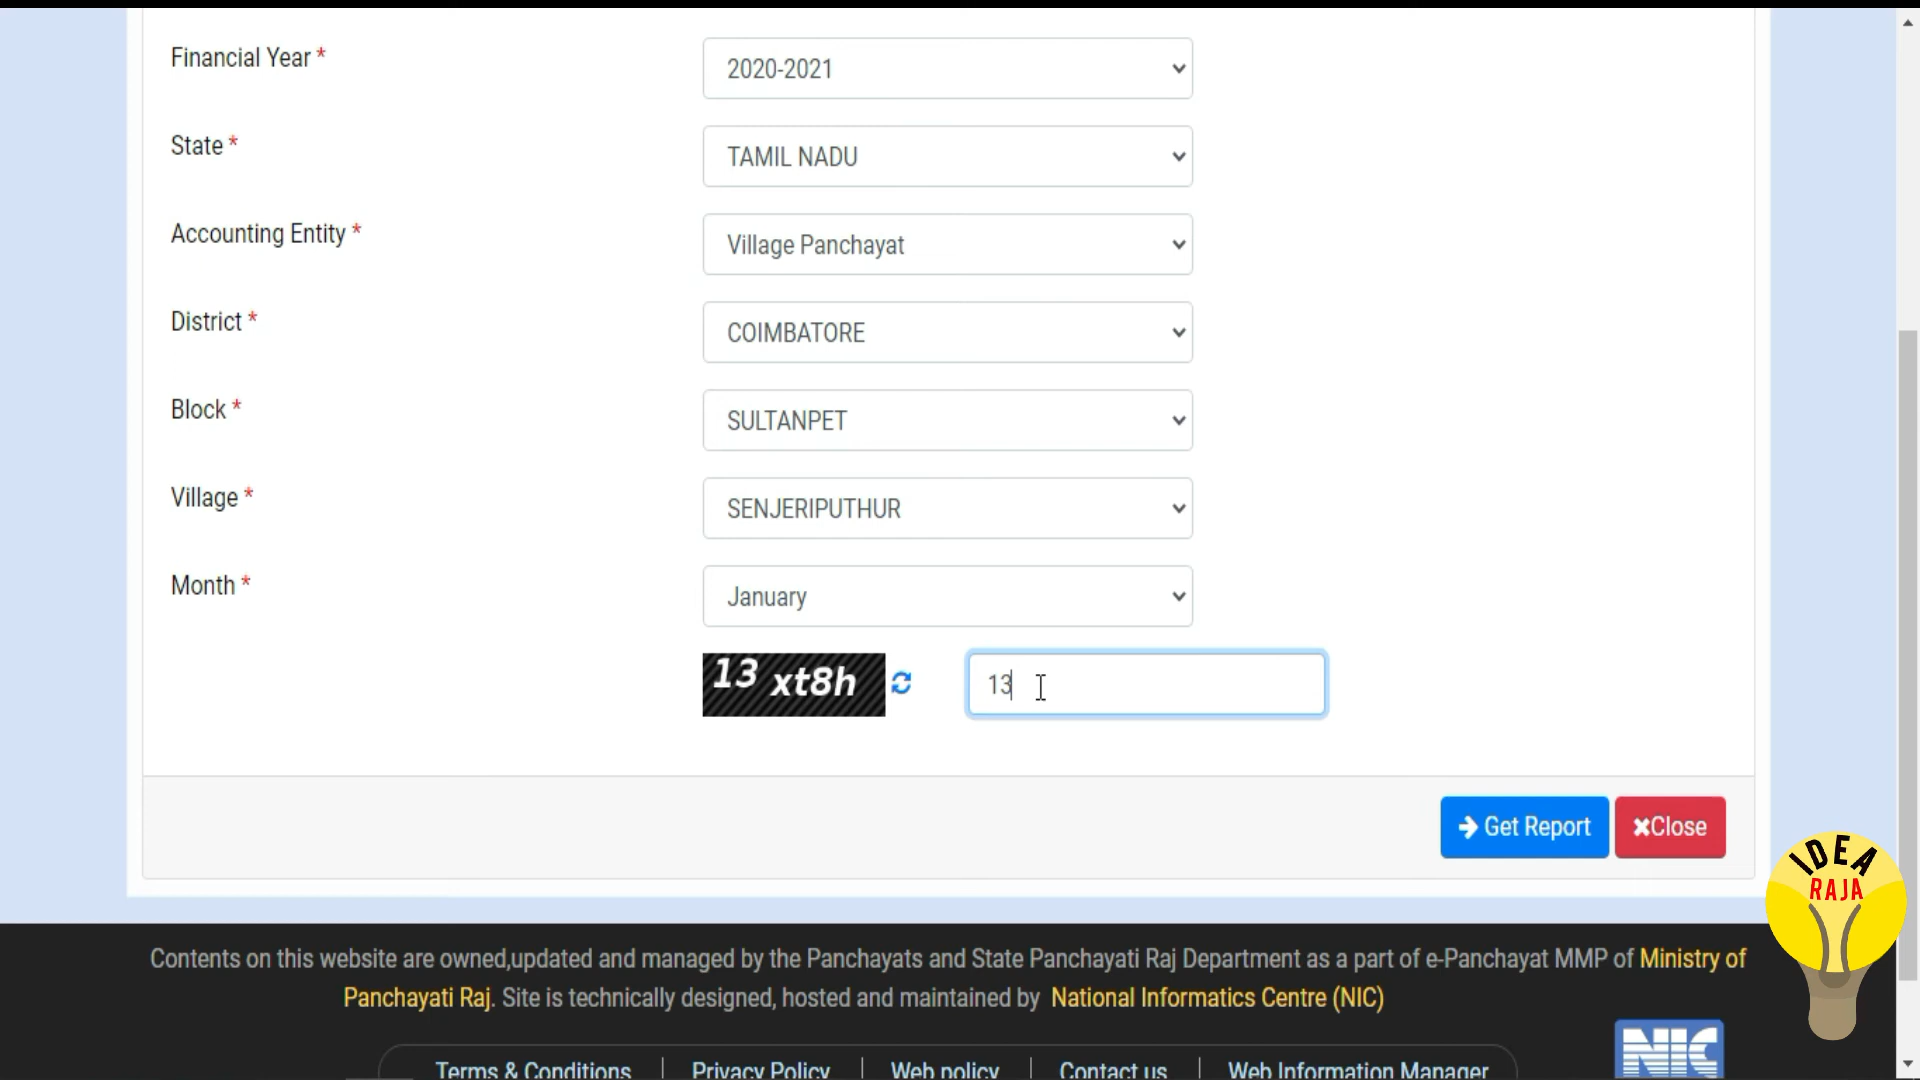 Financial Year *
2020-2021
State *
TAMIL NADU
Accounting Entity *
Village Panchayat
District *
COIMBATORE
Block *
SULTANPET
Village *
SENJERIPUTHUR
Month *
January
13 xt8h
13
Get Report
Close
IDEA
RAJA
Contents on this website are owned,updated and managed by the Panchayats and State Panchayati Raj Department as a part of e-Panchayat MMP of Ministry of
Panchayati Raj. Site is technically designed, hosted and maintained by National Informatics Centre (NIC)
Terms & Conditions | Privacy Policy | Web policy | Contact us | Web Information Manager
NIC